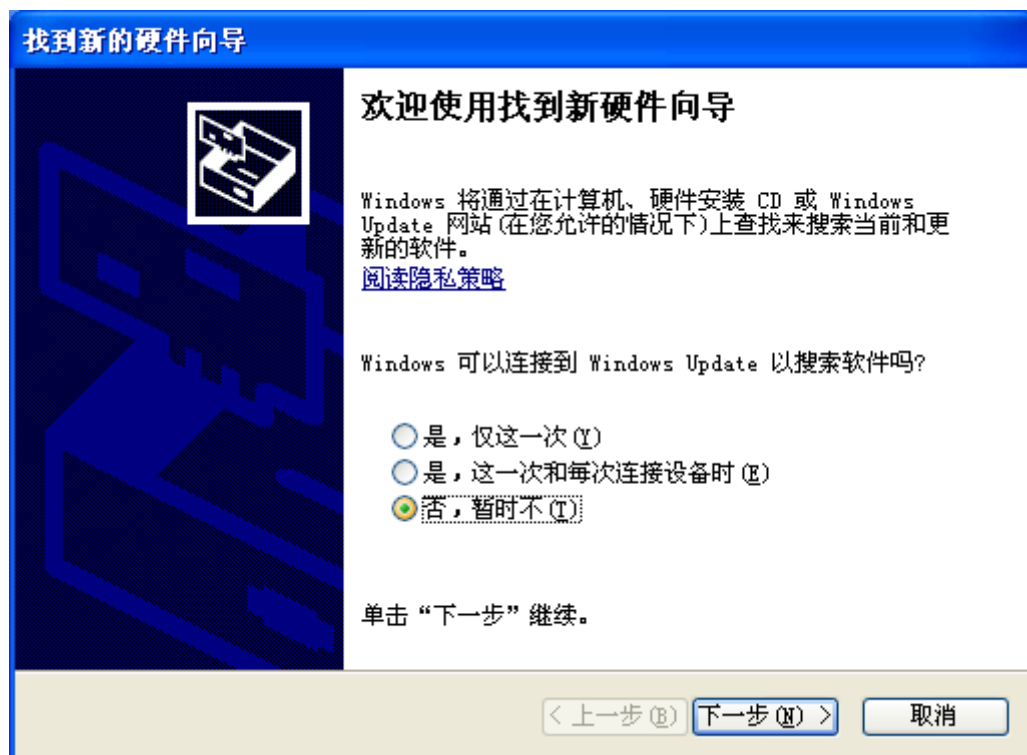 找到新的硬件向导
欢迎使用找到新硬件向导
Windows 将通过在计算机、硬件安装 CD 或 Windows
Update 网站(在您允许的情况下)上查找来搜索当前和更
新的软件。
阅读隐私策略
Windows 可以连接到 Windows Update 以搜索软件吗?
是，仅这一次(Y)
是，这一次和每次连接设备时(E)
否，暂时不(T)
单击“下一步”继续。
< 上一步(B) 下一步(N) > 取消